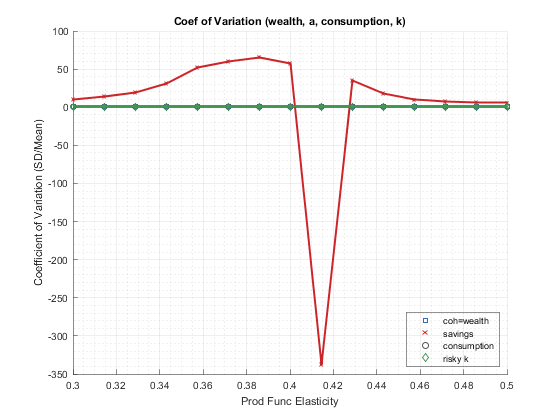 Coef of Variation (wealth, a, consumption, k)
100
50
0
-50
-100
-150
-200
-250
-300
-350
Coefficient of Variation (SD/Mean)
coh=wealth
savings
consumption
risky k
0.3 0.32 0.34 0.36 0.38 0.4 0.42 0.44 0.46 0.48 0.5
Prod Func Elasticity